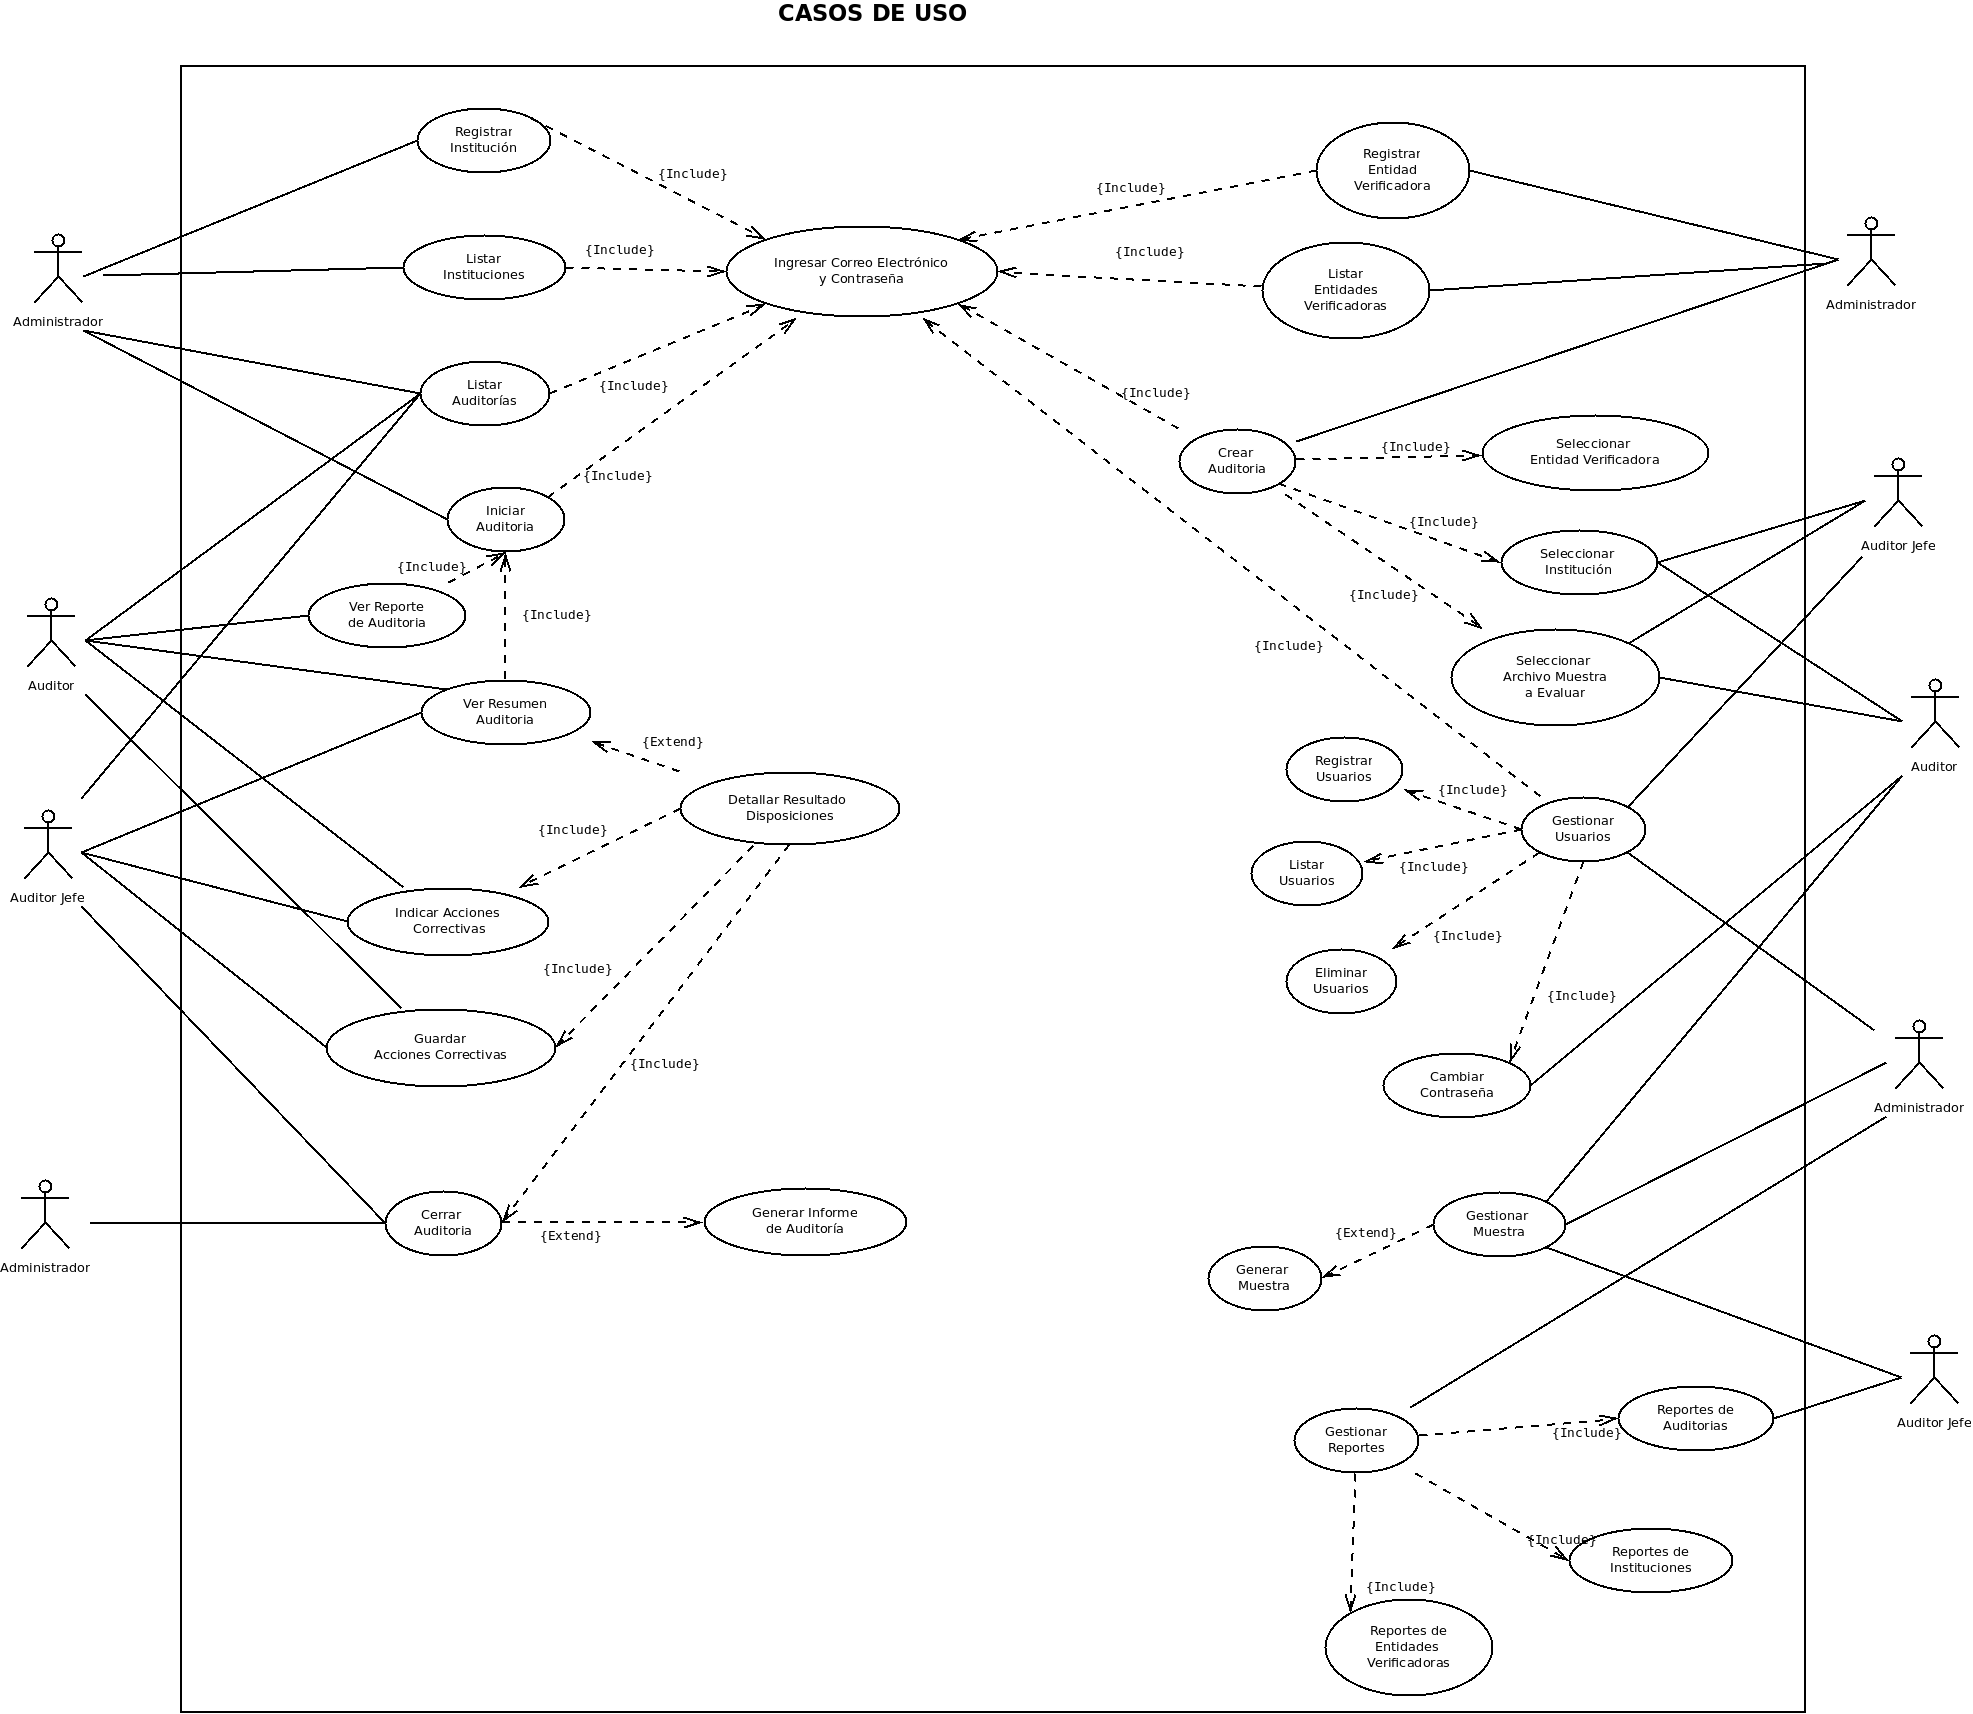 CASOS DE USO
Registrar
Institución
{Include}
Registrar
Entidad
Verificadora
{Include}
Administrador
Listar
Instituciones
{Include}
Ingresar Correo Electrónico
y Contraseña
{Include}
Listar
Entidades
Verificadoras
Administrador
Listar
Auditorías
{Include}
{Include}
Crear
Auditoria
{Include}
Seleccionar
Entidad Verificadora
{Include}
Iniciar
Auditoria
{Include}
Seleccionar
Institución
Auditor Jefe
{Include}
Ver Reporte
de Auditoria
{Include}
{Include}
{Include}
Auditor
Seleccionar
Archivo Muestra
a Evaluar
Ver Resumen
Auditoria
{Extend}
Auditor
Registrar
Usuarios
{Include}
Detallar Resultado
Disposiciones
{Include}
Gestionar
Usuarios
Listar
Usuarios
{Include}
Auditor Jefe
Indicar Acciones
Correctivas
{Include}
{Include}
Eliminar
Usuarios
{Include}
Guardar
Acciones Correctivas
{Include}
Cambiar
Contraseña
Administrador
Cerrar
Auditoria
{Extend}
Generar Informe
de Auditoría
Administrador
Gestionar
Muestra
{Extend}
Generar
Muestra
Gestionar
Reportes
{Include}
Reportes de
Auditorias
Auditor Jefe
{Include}
Reportes de
Instituciones
{Include}
Reportes de
Entidades
Verificadoras